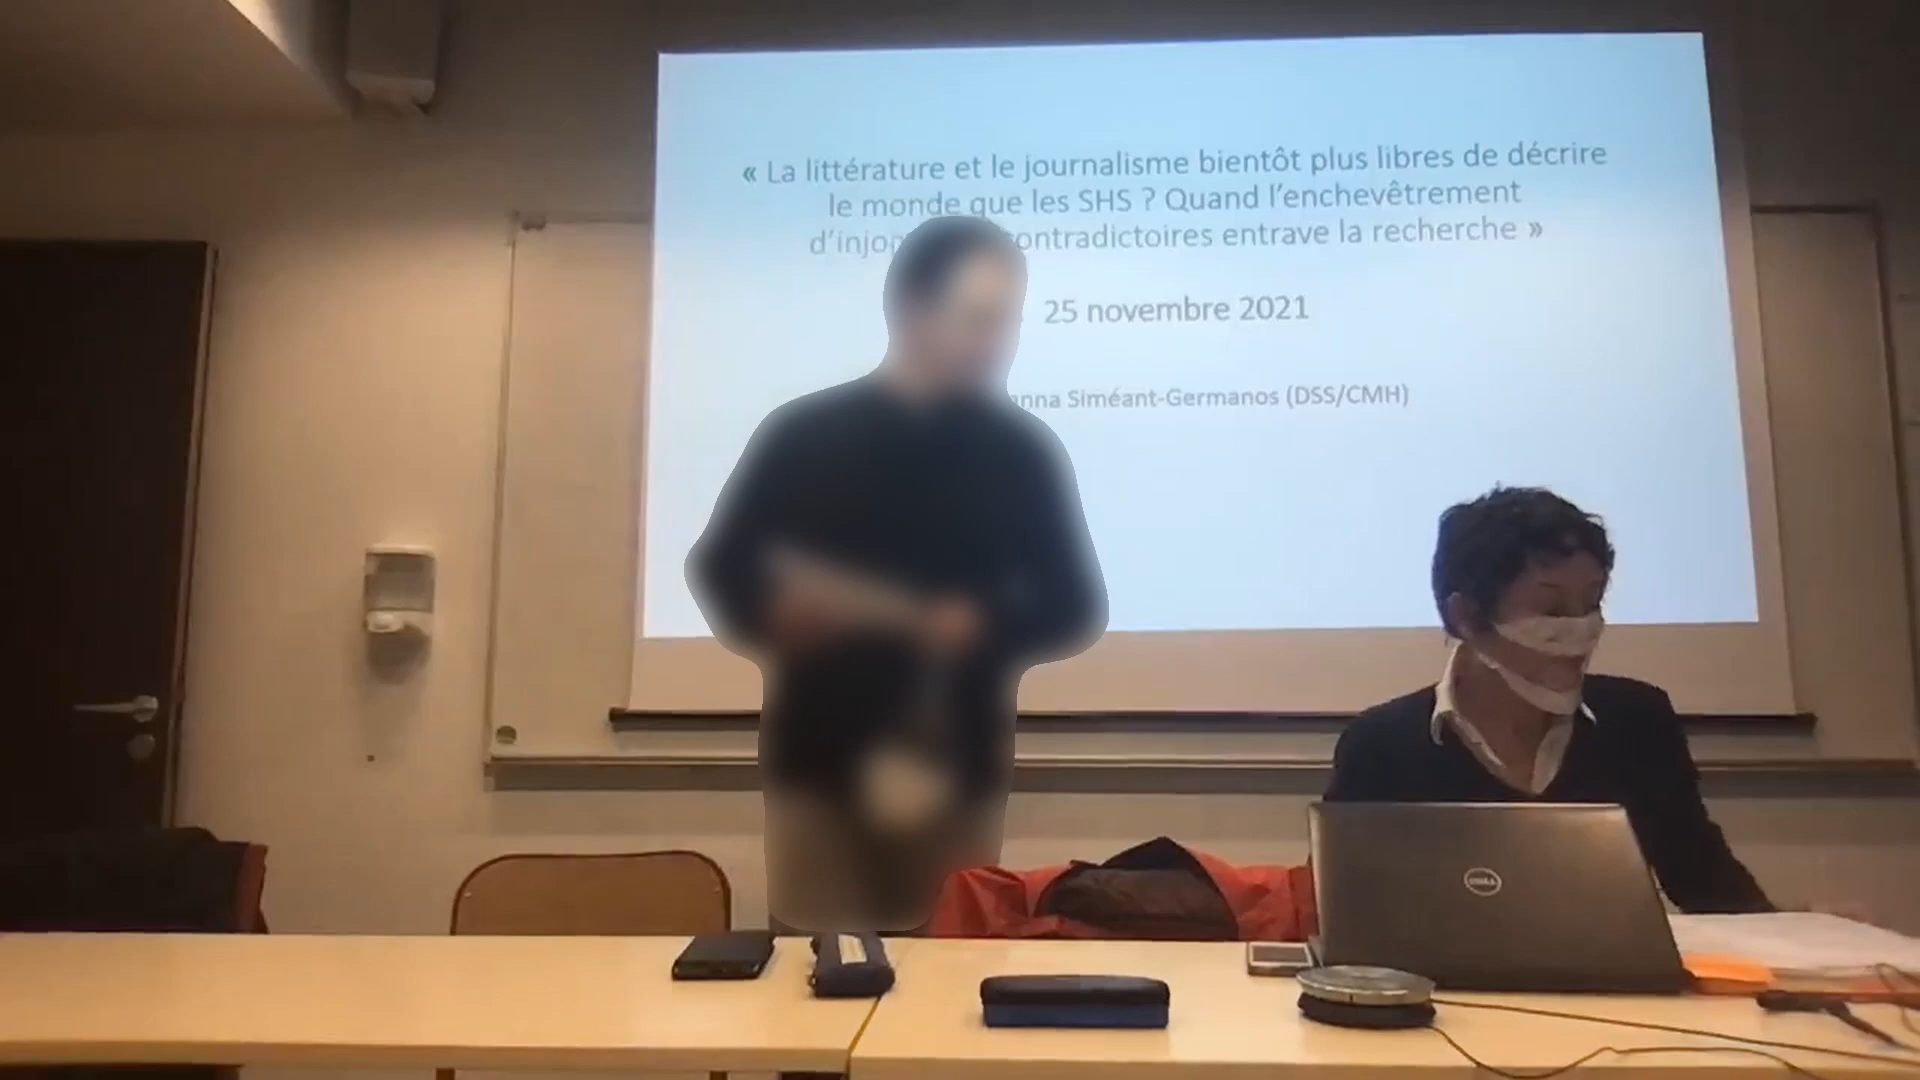 « La littérature et le journalisme bientôt plus libres de décrire
le monde que les SHS ? Quand l'enchevêtrement
contradictoires entrave la recherche »
25 novembre 2021
Siméant-Germanos (DSS/CMH)
DELL